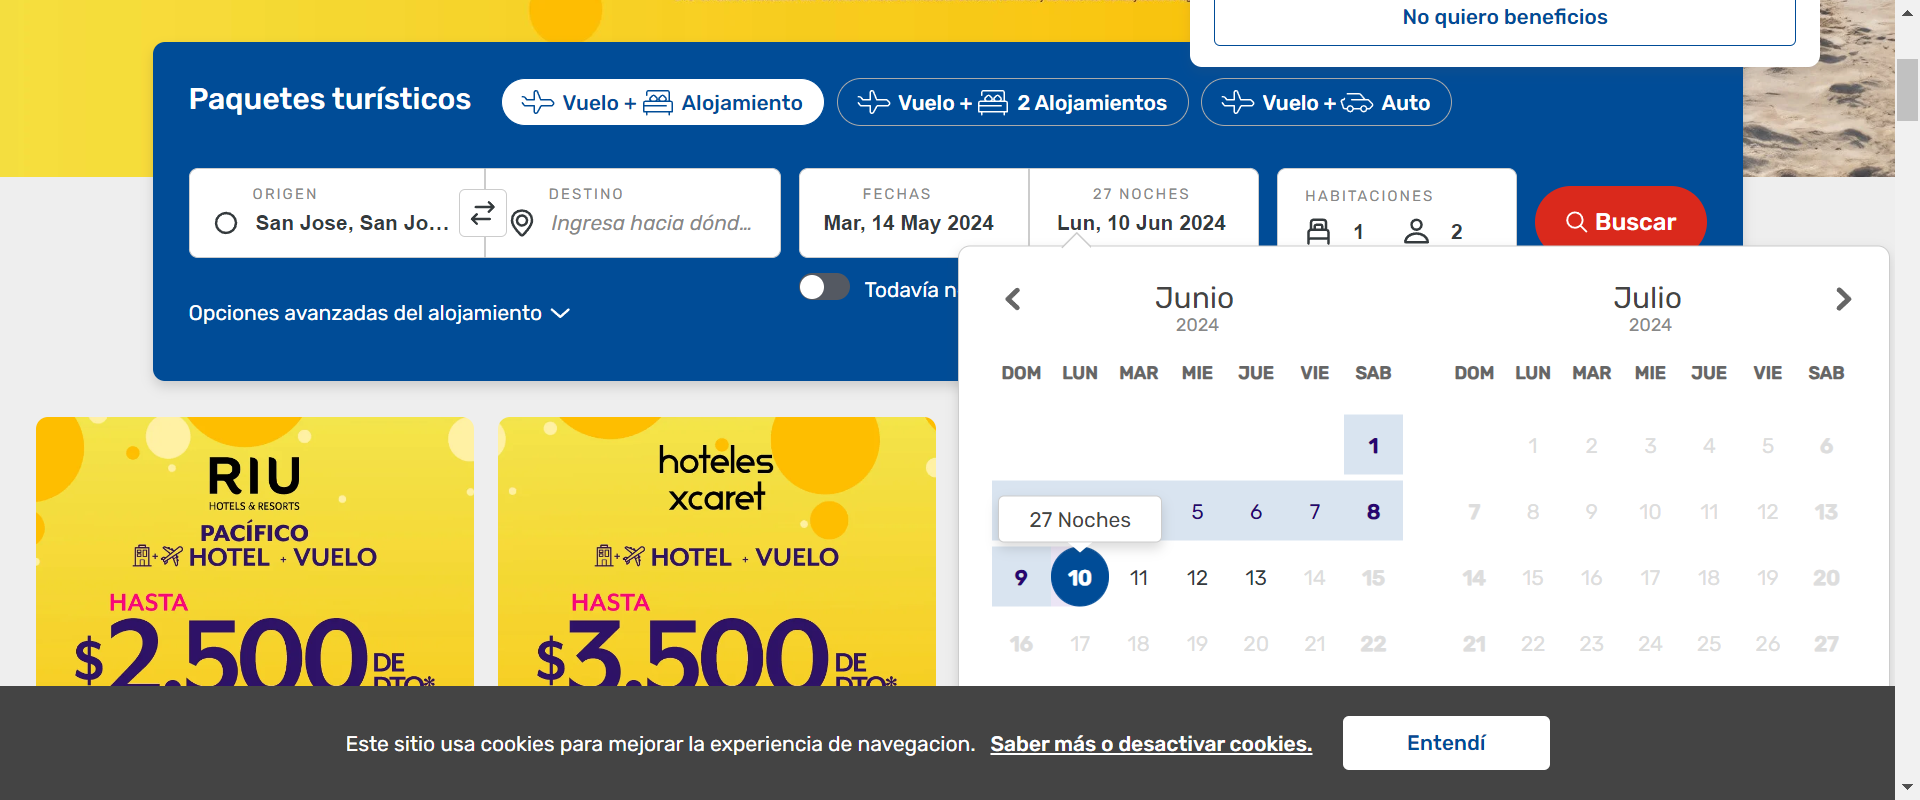 No quiero beneficios
Paquetes turísticos
Vuelo + Alojamiento
Vuelo + 2 Alojamientos
Vuelo + Auto
ORIGEN
San Jose, San Jo...
DESTINO
Ingresa hacia dónd...
FECHAS
Mar, 14 May 2024
27 NOCHES
Lun, 10 Jun 2024
HABITACIONES
1 2
Buscar
Todavía n
Opciones avanzadas del alojamiento
Junio
2024
DOM LUN MAR MIE JUE VIE SAB
1
27 Noches
5 6 7 8
9 10 11 12 13 14 15
16 17 18 19 20 21 22
Julio
2024
DOM LUN MAR MIE JUE VIE SAB
1 2 3 4 5 6
7 8 9 10 11 12 13
14 15 16 17 18 19 20
21 22 23 24 25 26 27
RIU
HOTELS & RESORTS
PACÍFICO
+ HOTEL + VUELO
HASTA
$2.500 DE
DTO*
hoteles
xcaret
+ HOTEL + VUELO
HASTA
$3.500 DE
DTO*
Este sitio usa cookies para mejorar la experiencia de navegacion. Saber más o desactivar cookies.
Entendí